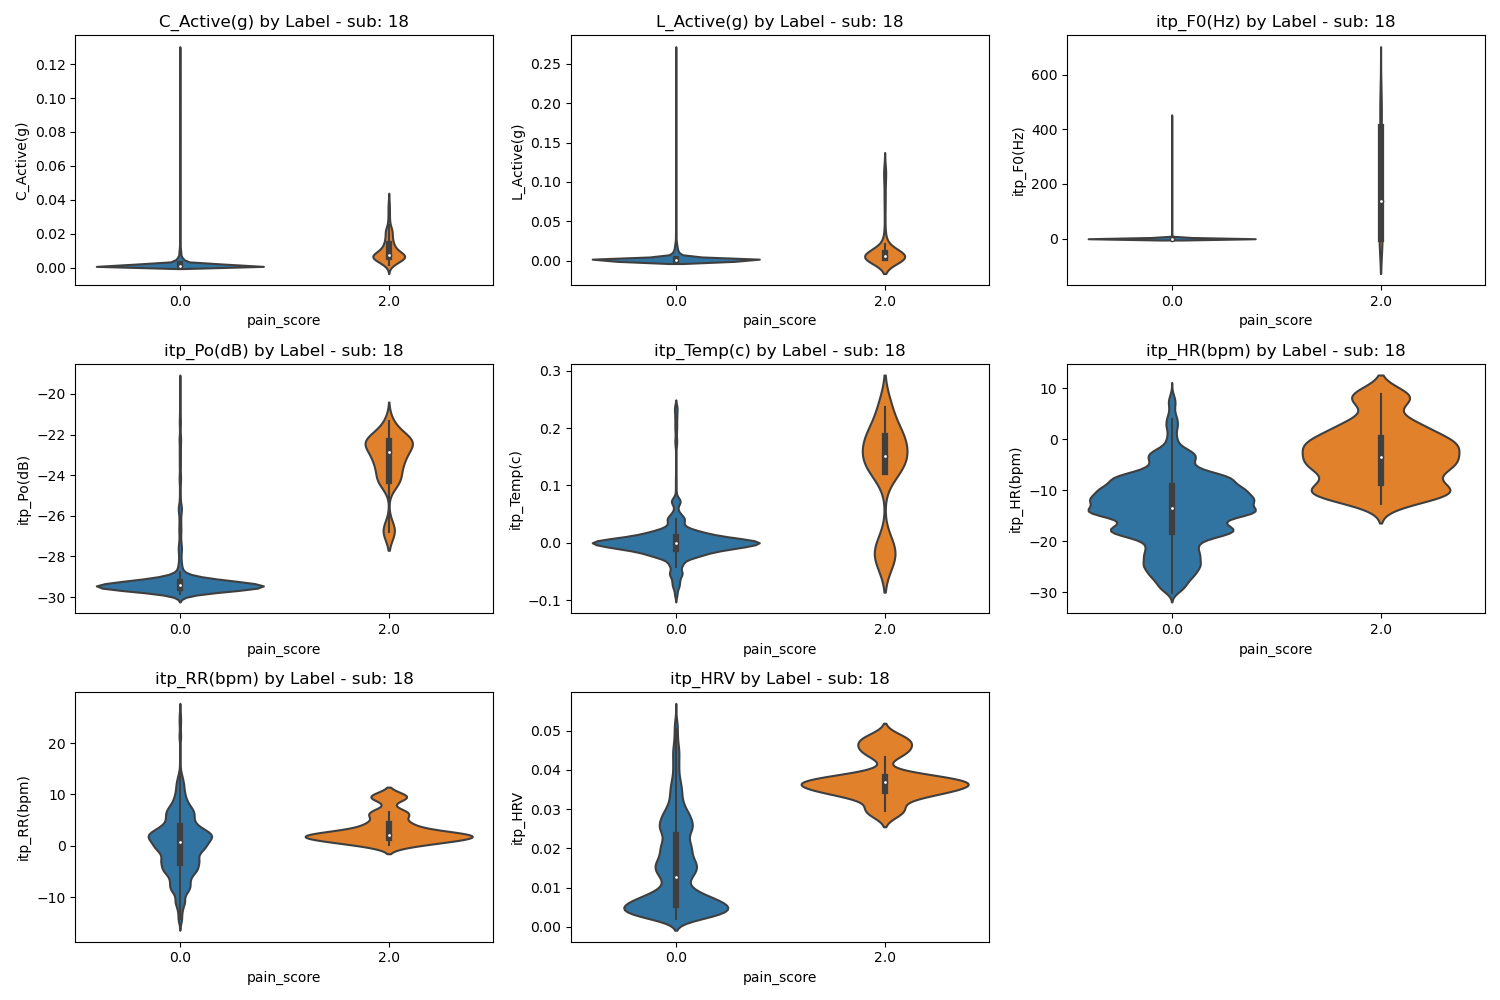 C_Active(g) by Label - sub: 18
0.12
0.10
0.08
0.06
0.04
0.02
0.00
C_Active(g)
0.0 2.0
pain_score
L_Active(g) by Label - sub: 18
0.25
0.20
0.15
0.10
0.05
0.00
L_Active(g)
0.0 2.0
pain_score
itp_F0(Hz) by Label - sub: 18
600
400
200
0
itp_F0(Hz)
0.0 2.0
pain_score
itp_Po(dB) by Label - sub: 18
−20
−22
−24
−26
−28
−30
itp_Po(dB)
0.0 2.0
pain_score
itp_Temp(c) by Label - sub: 18
0.3
0.2
0.1
0.0
−0.1
itp_Temp(c)
0.0 2.0
pain_score
itp_HR(bpm) by Label - sub: 18
10
0
−10
−20
−30
itp_HR(bpm)
0.0 2.0
pain_score
itp_RR(bpm) by Label - sub: 18
20
10
0
−10
itp_RR(bpm)
0.0 2.0
pain_score
itp_HRV by Label - sub: 18
0.05
0.04
0.03
0.02
0.01
0.00
itp_HRV
0.0 2.0
pain_score